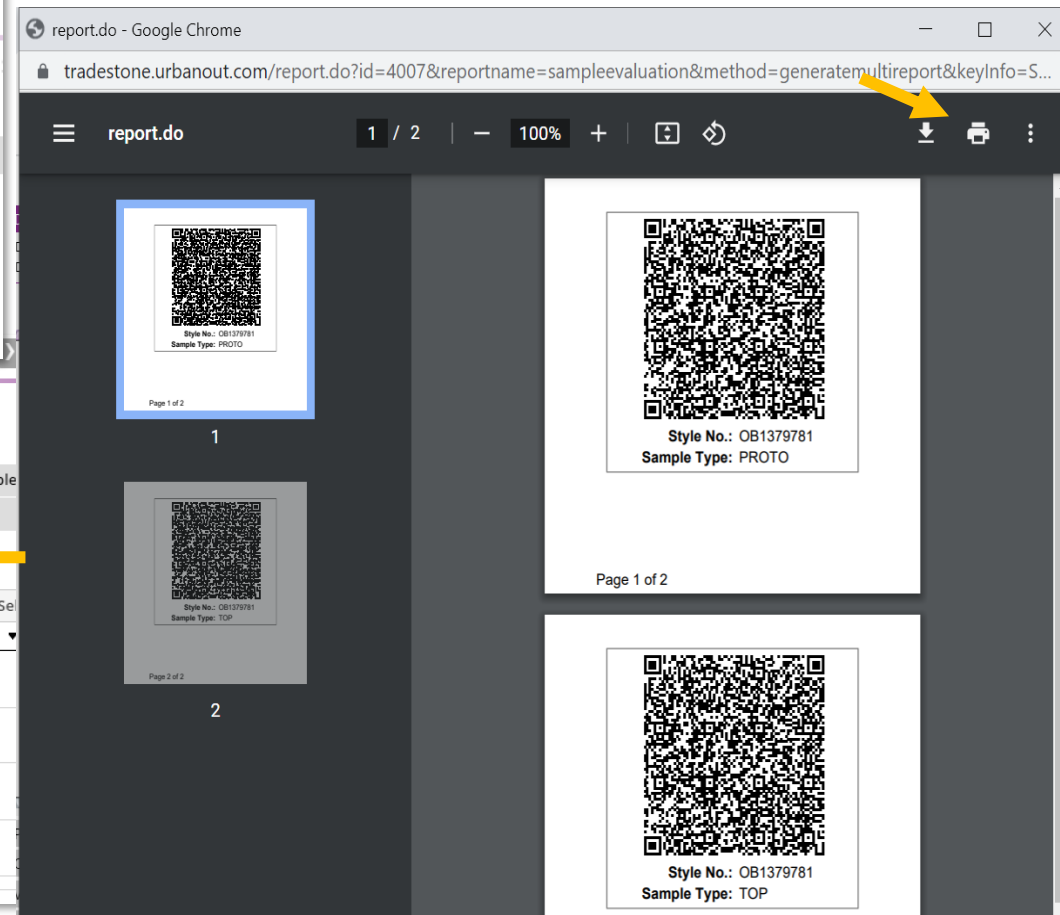 report.do - Google Chrome
tradestone.urbanout.com/report.do?id=4007&reportname=sampleevaluation&method=generatemultireport&keyInfo=S...
report.do 1 / 2 100%
Style No.: OB1379781
Sample Type: PROTO
Page 1 of 2
1
Style No.: OB1379781
Sample Type: TOP
Page 2 of 2
2
Style No.: OB1379781
Sample Type: PROTO
Page 1 of 2
Style No.: OB1379781
Sample Type: TOP